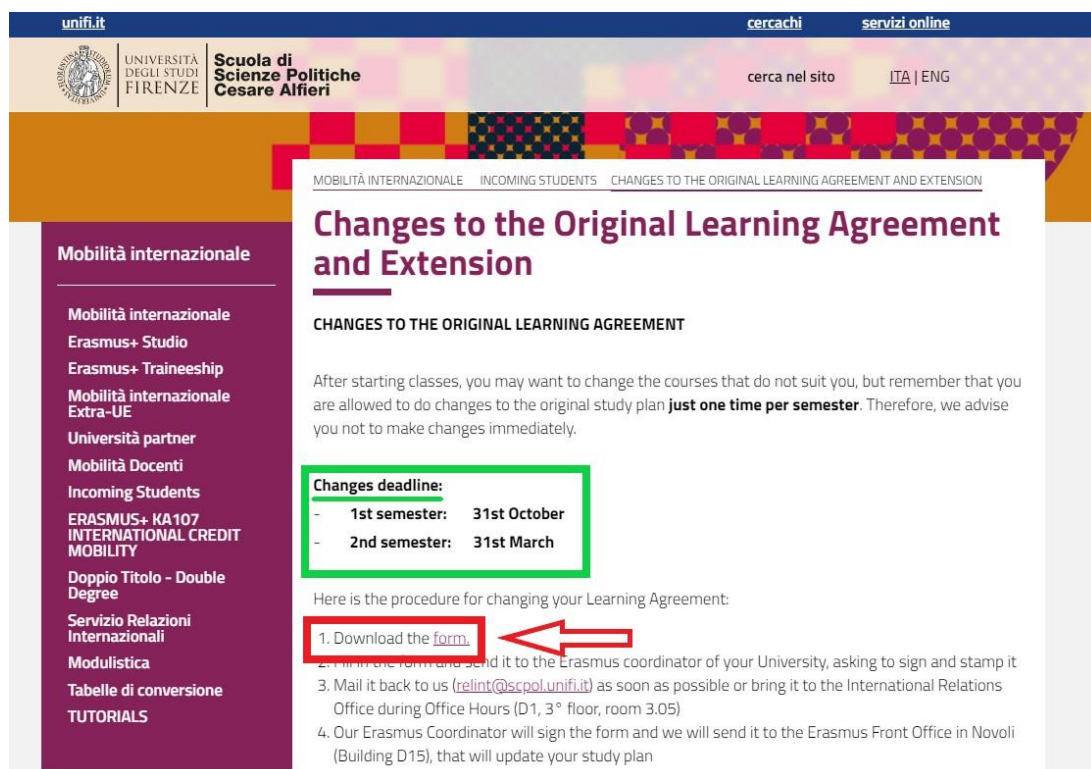 unifi.it
cercachi
servizi online
UNIVERSITÀ
DEGLI STUDI
FIRENZE
Scuola di
Scienze Politiche
Cesare Alfieri
cerca nel sito
ITA | ENG
MOBILITÀ INTERNAZIONALE INCOMING STUDENTS CHANGES TO THE ORIGINAL LEARNING AGREEMENT AND EXTENSION
Changes to the Original Learning Agreement
and Extension
Mobilità internazionale
Mobilità internazionale
Erasmus+ Studio
Erasmus+ Traineeship
Mobilità internazionale
Extra-UE
Università partner
Mobilità Docenti
Incoming Students
ERASMUS+ KA107
INTERNATIONAL CREDIT
MOBILITY
Doppio Titolo - Double
Degree
Servizio Relazioni
Internazionali
Modulistica
Tabelle di conversione
TUTORIALS
CHANGES TO THE ORIGINAL LEARNING AGREEMENT
After starting classes, you may want to change the courses that do not suit you, but remember that you
are allowed to do changes to the original study plan just one time per semester. Therefore, we advise
you not to make changes immediately.
Changes deadline:
- 1st semester: 31st October
- 2nd semester: 31st March
Here is the procedure for changing your Learning Agreement:
1. Download the form.
2. Fill in the form and send it to the Erasmus coordinator of your University, asking to sign and stamp it
3. Mail it back to us (relint@scpol.unifi.it) as soon as possible or bring it to the International Relations
Office during Office Hours (D1, 3° floor, room 3.05)
4. Our Erasmus Coordinator will sign the form and we will send it to the Erasmus Front Office in Novoli
(Building D15), that will update your study plan